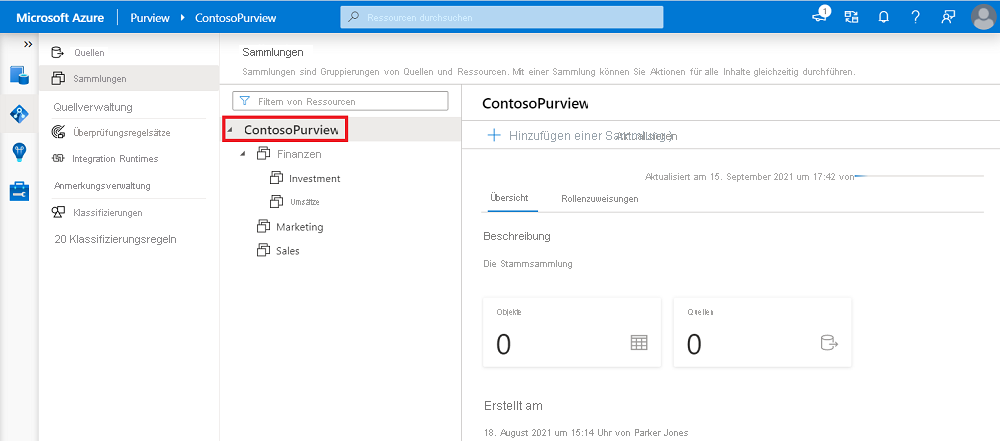 Microsoft Azure Purview ContosoPurview
Ressourcen durchsuchen
1
Quellen
Sammlungen
Quellverwaltung
Überprüfungsregelsätze
Integration Runtimes
Anmerkungsverwaltung
Klassifizierungen
20 Klassifizierungsregeln
Sammlungen
Sammlungen sind Gruppierungen von Quellen und Ressourcen. Mit einer Sammlung können Sie Aktionen für alle Inhalte gleichzeitig durchführen.
Filtern von Ressourcen
ContosoPurview
Finanzen
Investment
Umsätze
Marketing
Sales
ContosoPurview
Hinzufügen einer Sammlung
Aktualisiert am 15. September 2021 um 17:42 von
Übersicht Rollenzuweisungen
Beschreibung
Die Stammsammlung
Objekte
0
Quellen
0
Erstellt am
18. August 2021 um 15:14 Uhr von Parker Jones